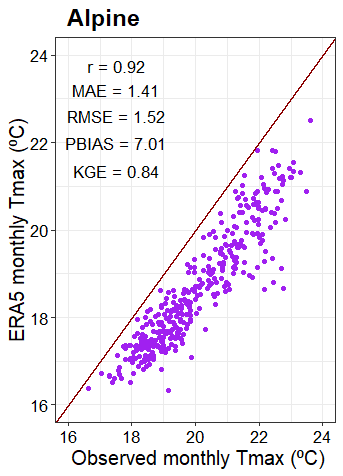 Alpine
r = 0.92
MAE = 1.41
RMSE = 1.52
PBIAS = 7.01
KGE = 0.84
ERA5 monthly Tmax (ºC)
24
22
20
18
16
16 18 20 22 24
Observed monthly Tmax (ºC)